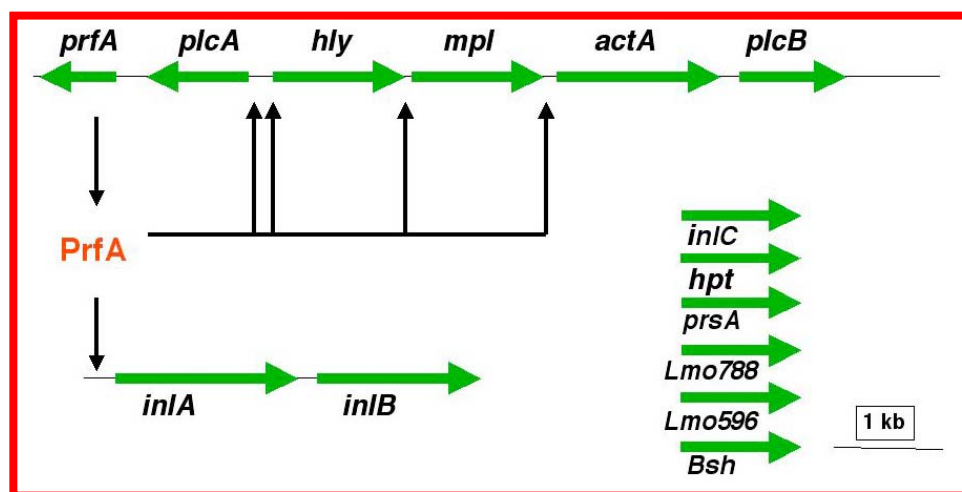 prfA plcA hly mpl actA plcB
PrfA
inlC
hpt
prsA
Lmo788
Lmo596
Bsh
inlA inlB
1 kb